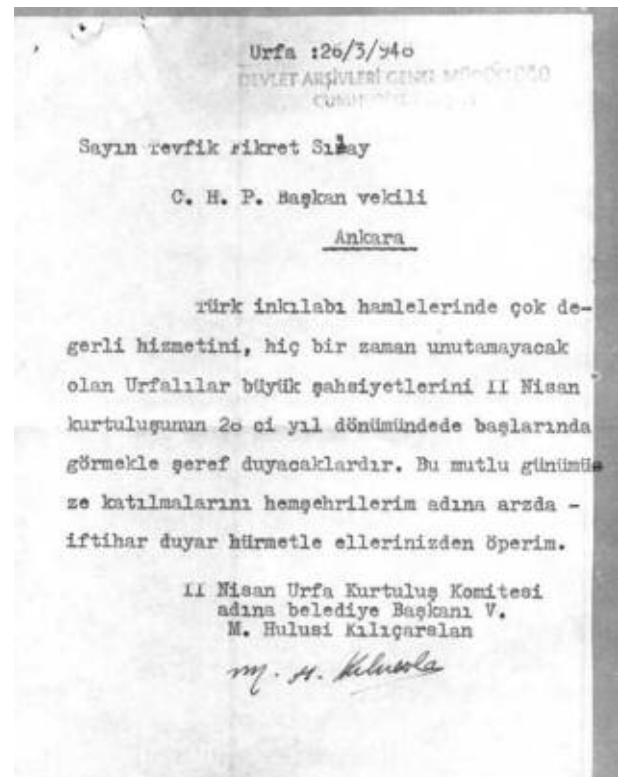 Urfa :26/3/940
DEVLET ARŞİVLERİ GENEL MÜDÜRLÜĞÜ
Sayın Tevfik Fikret Sılay
C. H. P. Başkan vekili
Ankara
Türk inkılabı hamlelerinde çok de-
gerli hizmetini, hiç bir zaman unutamayacak
olan Urfalılar büyük şahsiyetlerini II Nisan
kurtuluşunun 20 ci yıl dönümündede başlarında
görmekle şeref duyacaklardır. Bu mutlu günümü
ze katılmalarını hemşehrilerim adına arzda -
iftihar duyar hürmetle ellerinizden öperim.
II Nisan Urfa Kurtuluş Komitesi
adına belediye Başkanı V.
M. Hulusi Kılıçarslan
M. H.